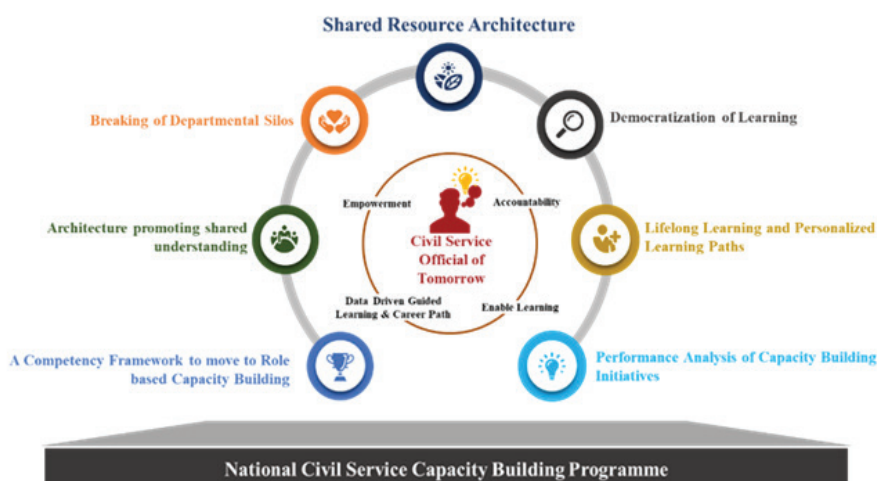 Shared Resource Architecture
Breaking of Departmental Silos
Democratization of Learning
Empowerment
Accountability
Architecture promoting shared
understanding
Civil Service
Official of
Tomorrow
Lifelong Learning and Personalized
Learning Paths
Data Driven Guided
Learning & Career Path
Enable Learning
A Competency Framework to move to Role
based Capacity Building
Performance Analysis of Capacity Building
Initiatives
National Civil Service Capacity Building Programme